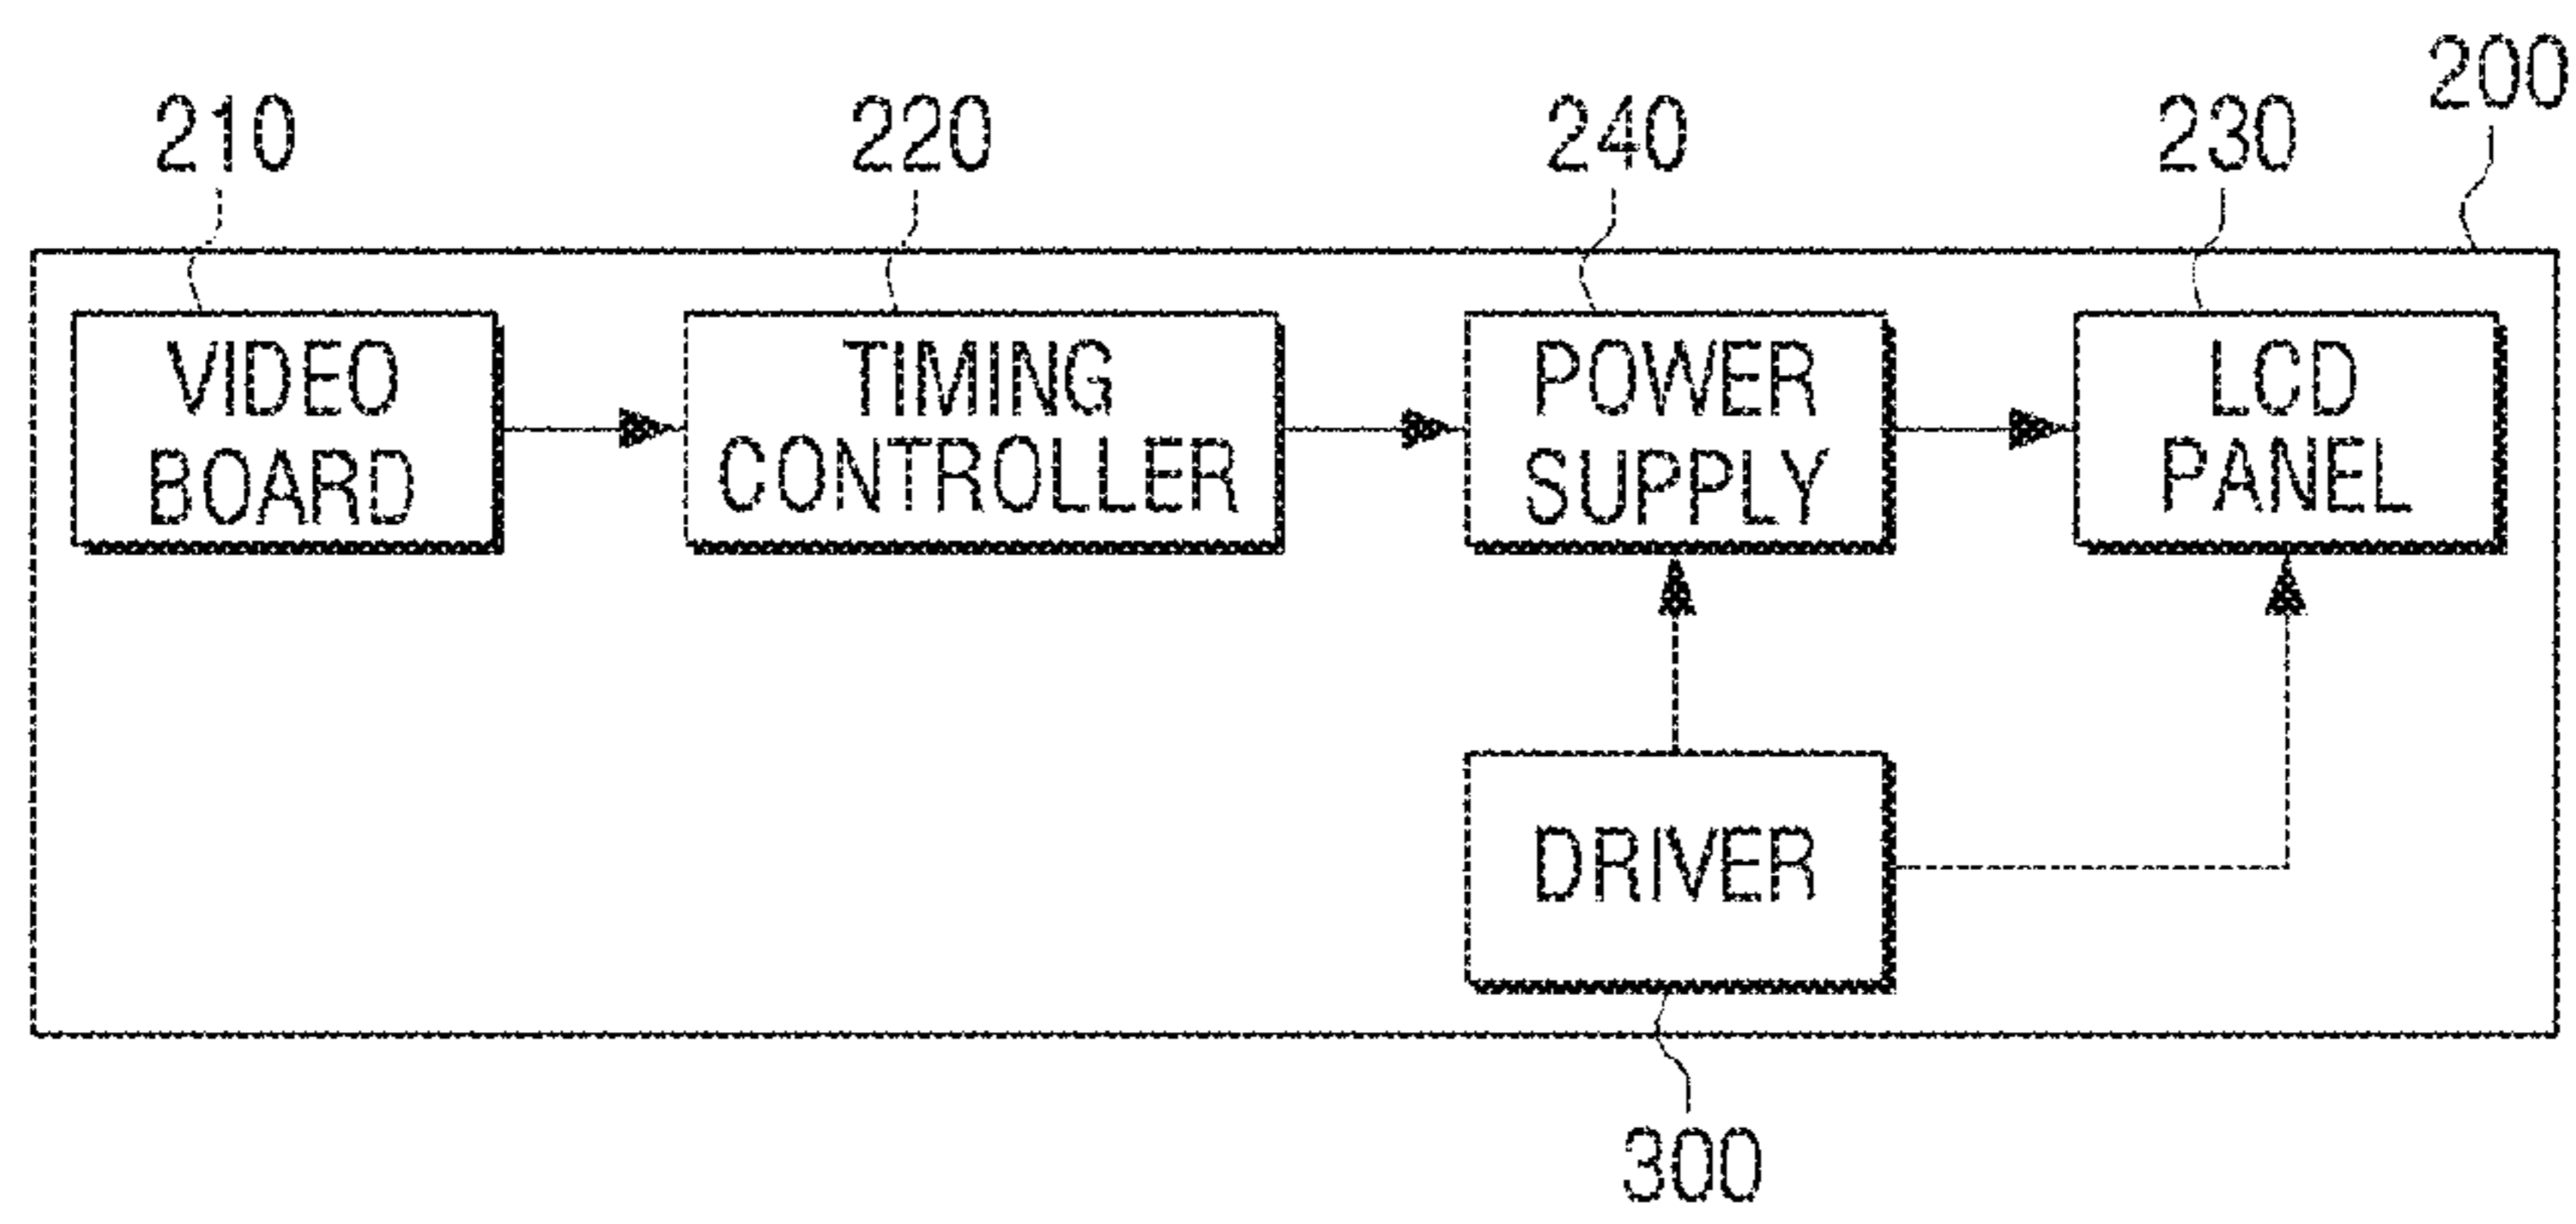 200
210
220
240
230
VIDEO
BOARD
TIMING
CONTROLLER
POWER
SUPPLY
LCD
PANEL
DRIVER
300